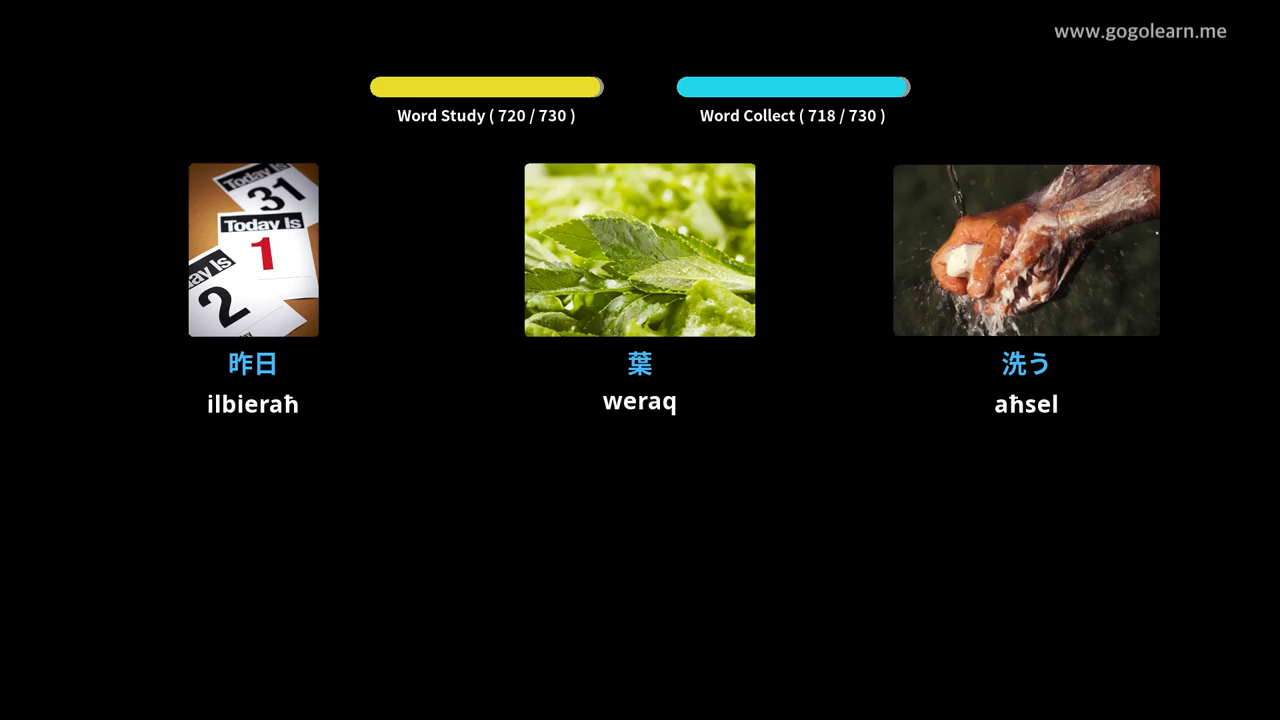 www.gogolearn.me
Word Study ( 720 / 730 )
Word Collect ( 718 / 730 )
Today Is
31
Today Is
1
ay Is
2
昨日
葉
洗う
ilbieraħ
weraq
aħsel